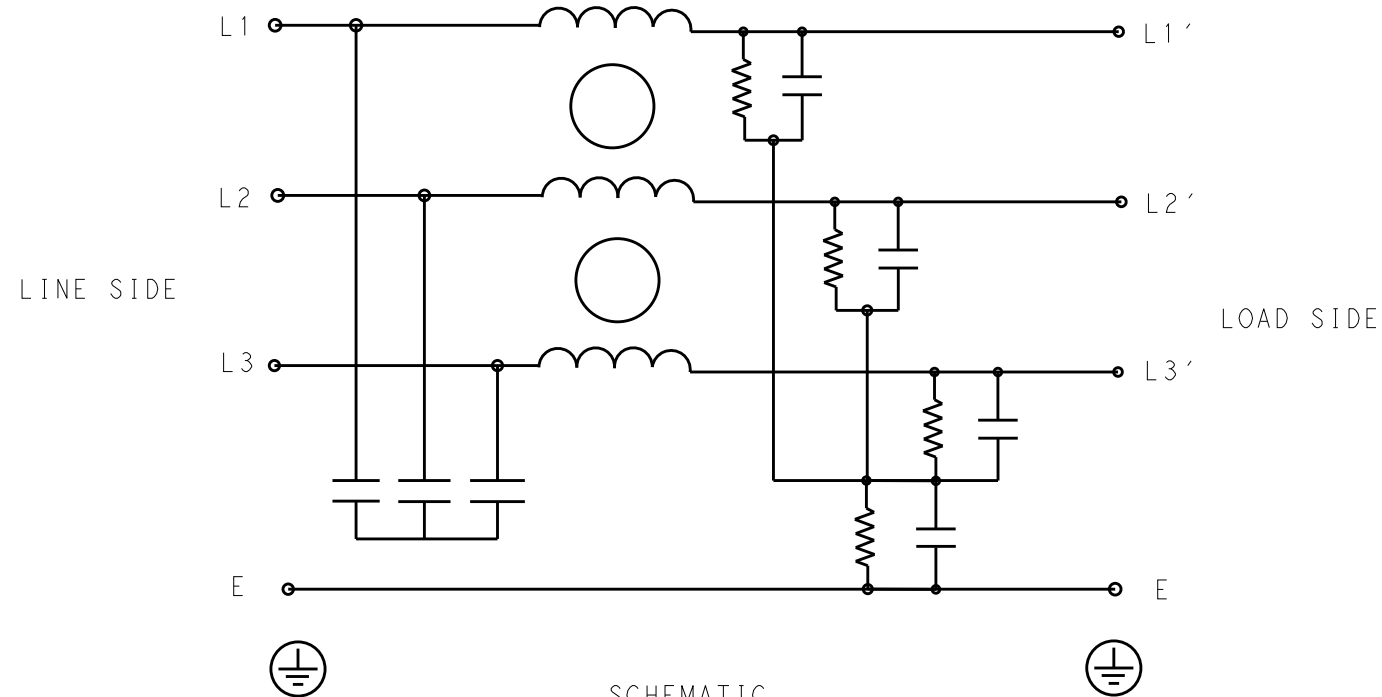 L1
L1'
L2
L2'
LINE SIDE
LOAD SIDE
L3
L3'
E
E
SCHEMATIC